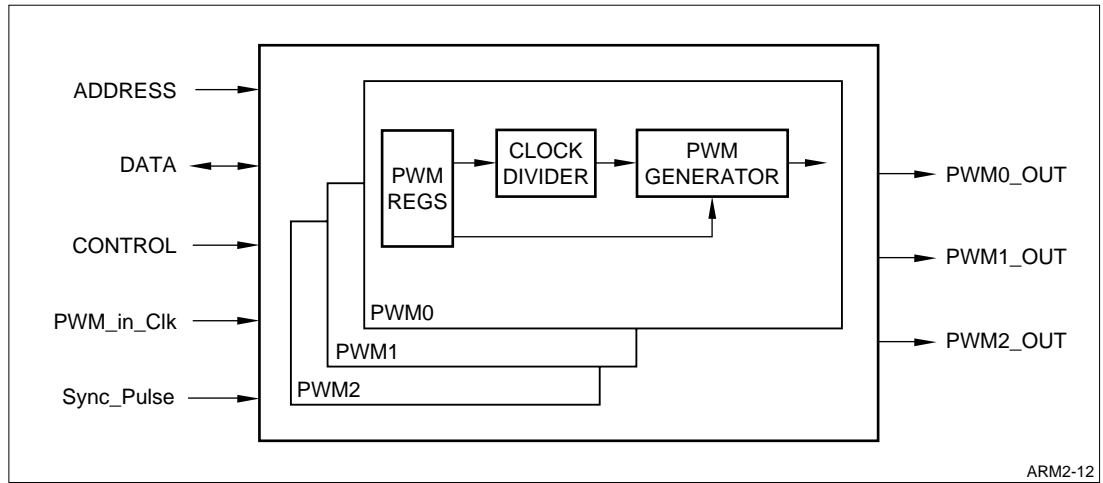 ADDRESS
DATA
CONTROL
PWM_in_Clk
Sync_Pulse
PWM
REGS
CLOCK
DIVIDER
PWM
GENERATOR
PWM0
PWM1
PWM2
PWM0_OUT
PWM1_OUT
PWM2_OUT
ARM2-12